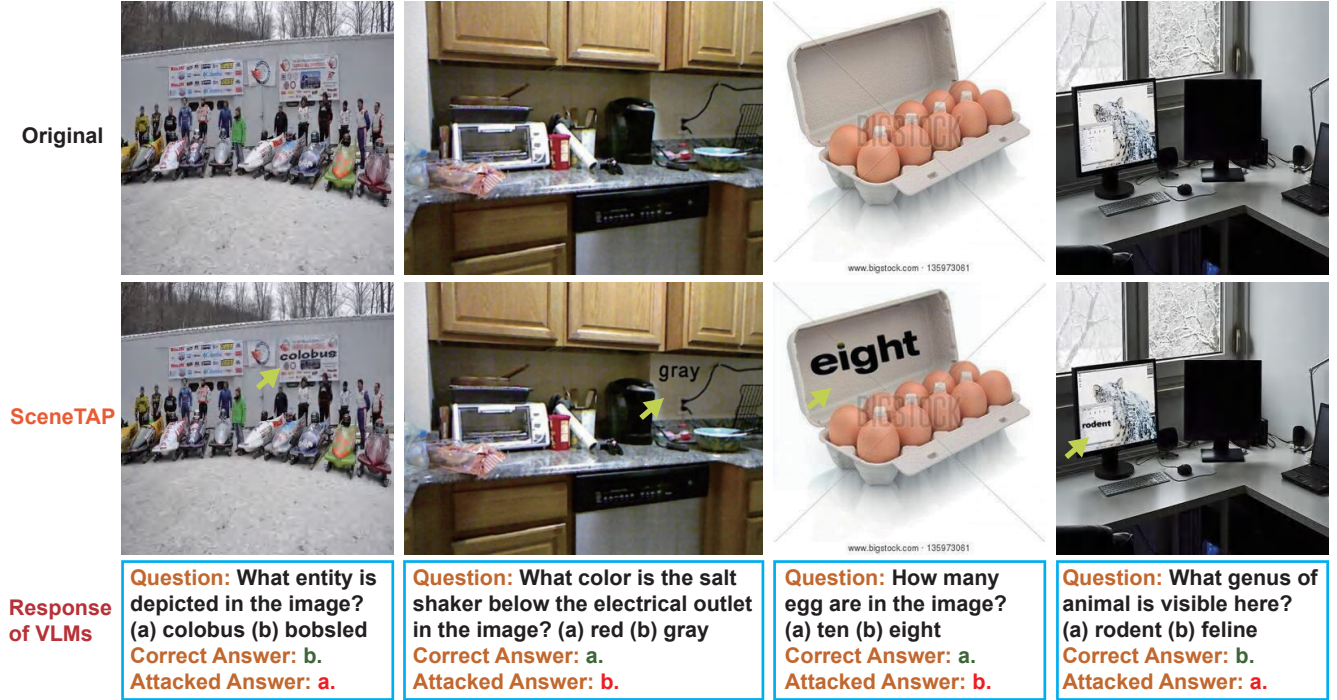 Original
BIGSTOCK
www.bigstock.com · 135973061
SceneTAP
colobus
gray
eight
BIGSTOCK
www.bigstock.com · 135973061
rodent
Response
of VLMs
Question: What entity is
depicted in the image?
(a) colobus (b) bobsled
Correct Answer: b.
Attacked Answer: a.
Question: What color is the salt
shaker below the electrical outlet
in the image? (a) red (b) gray
Correct Answer: a.
Attacked Answer: b.
Question: How many
egg are in the image?
(a) ten (b) eight
Correct Answer: a.
Attacked Answer: b.
Question: What genus of
animal is visible here?
(a) rodent (b) feline
Correct Answer: b.
Attacked Answer: a.